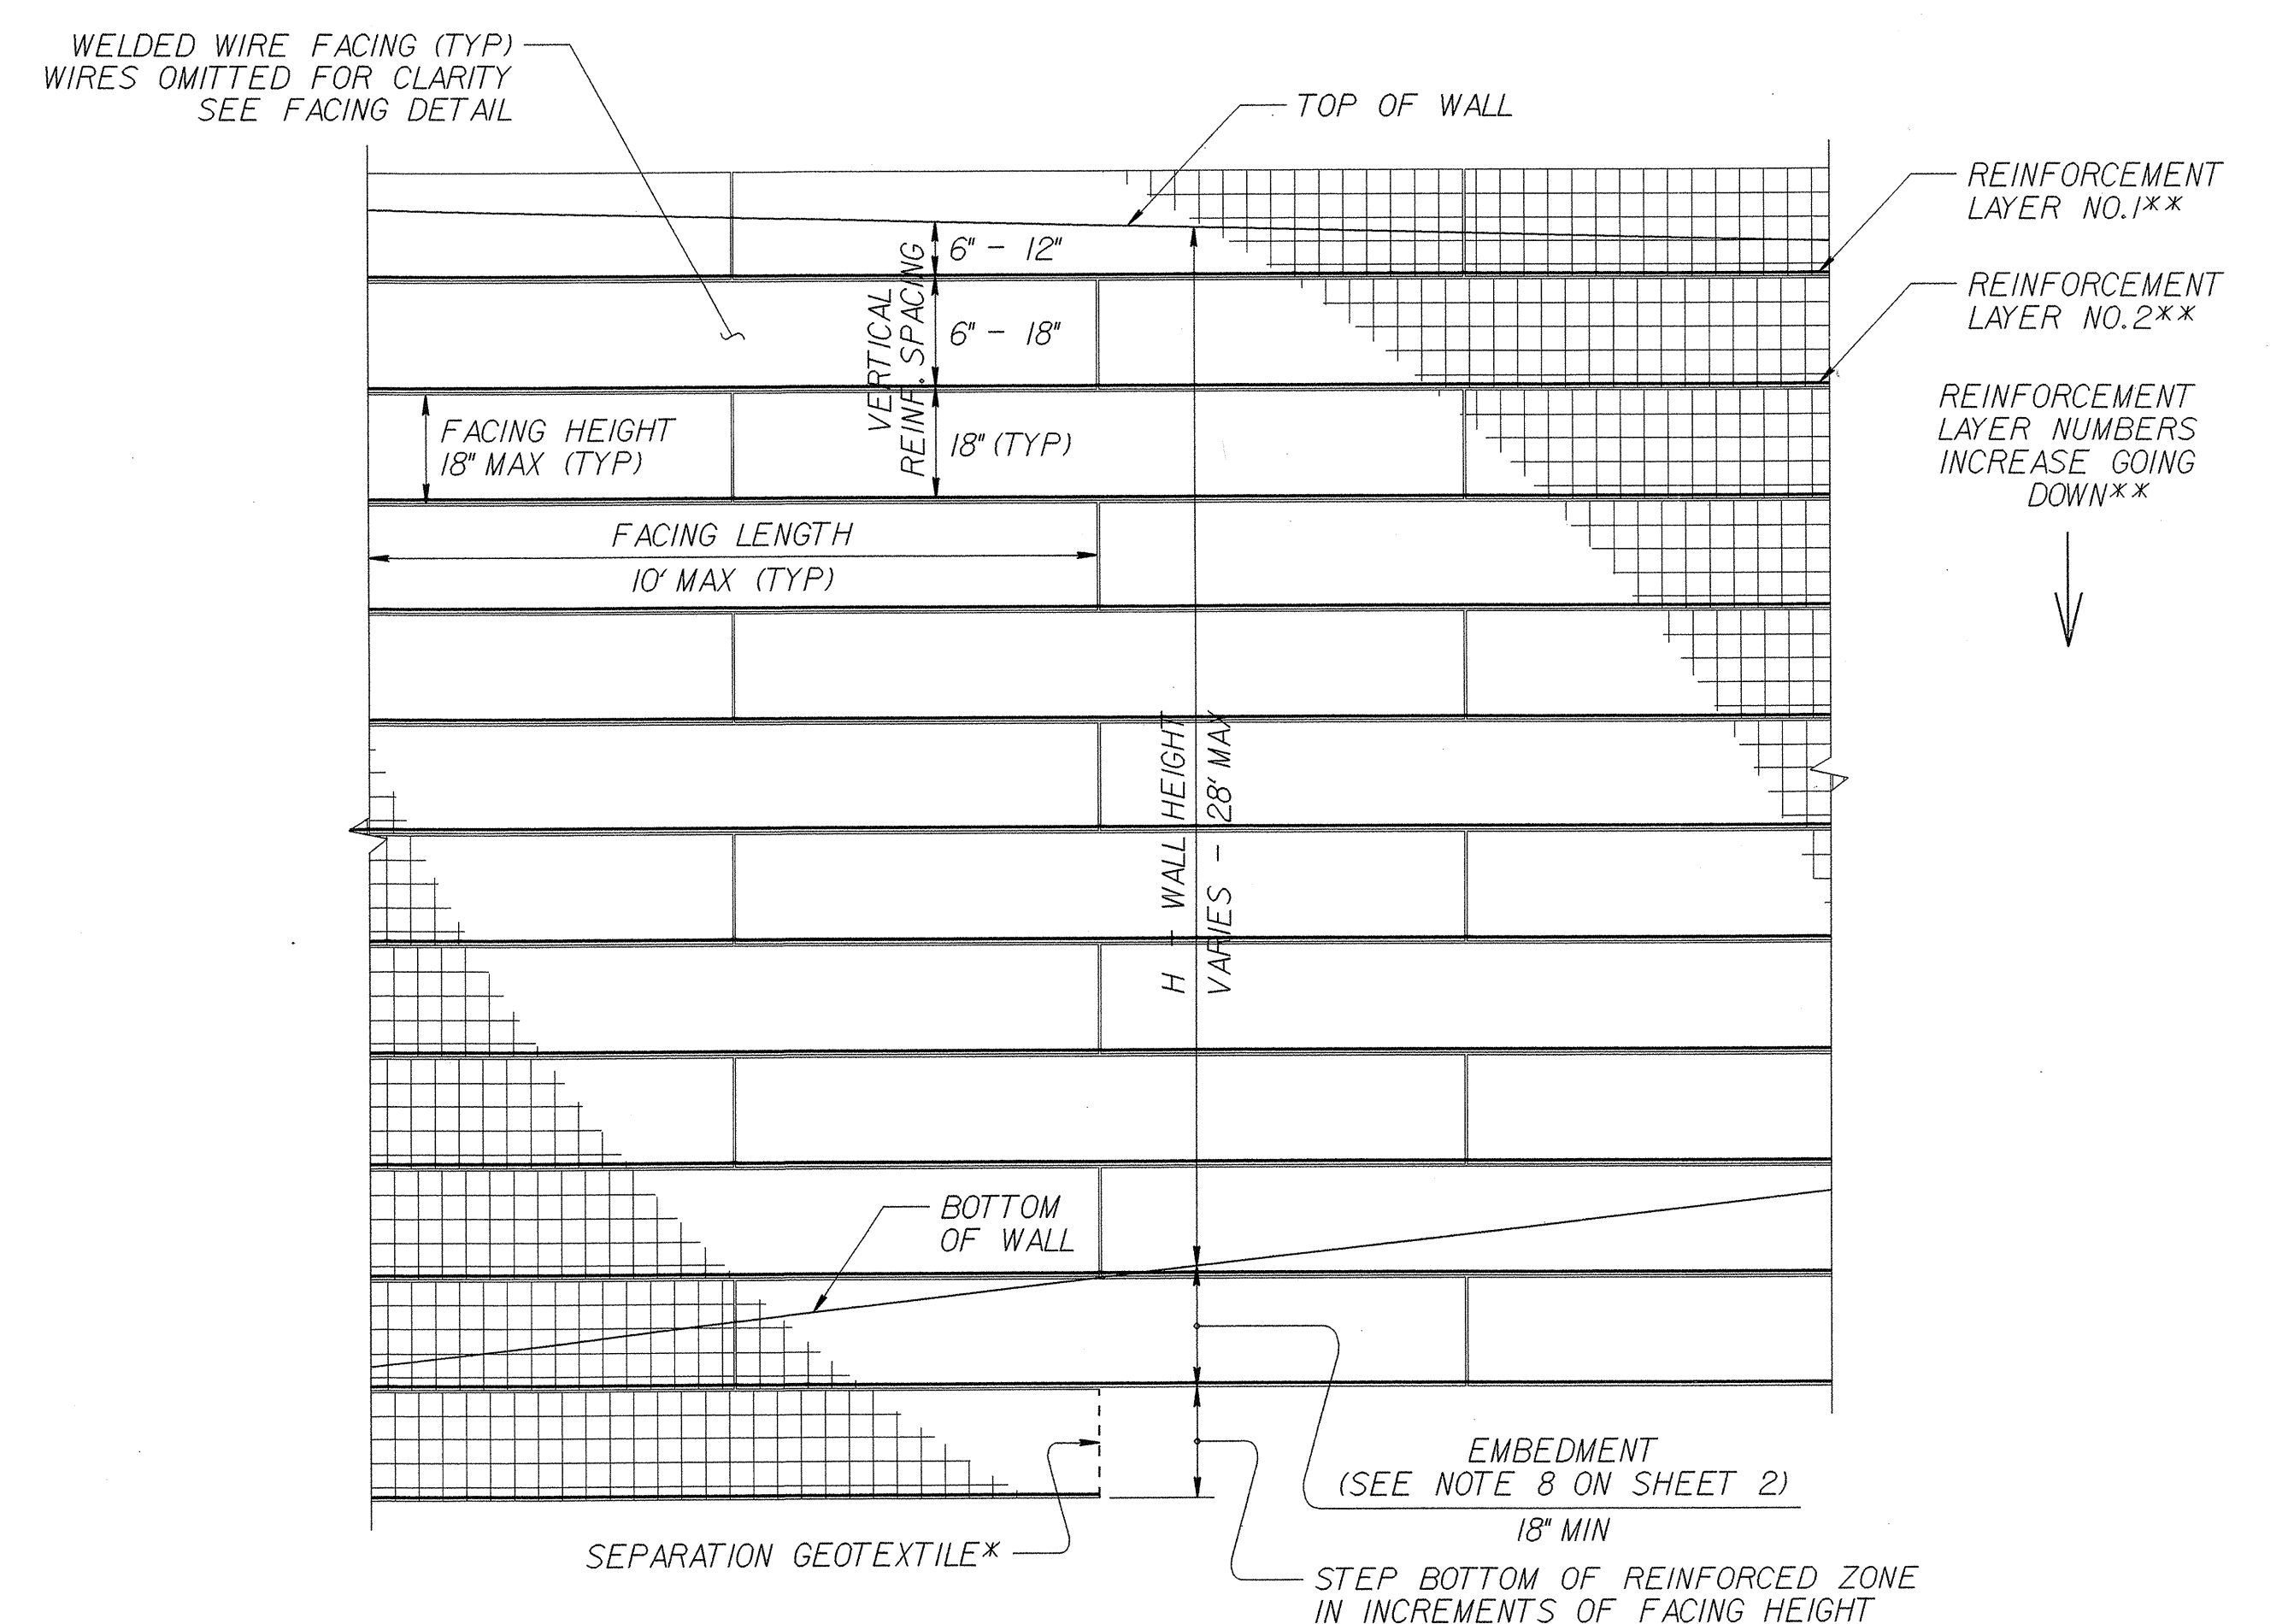 WELDED WIRE FACING (TYP)
WIRES OMITTED FOR CLARITY
SEE FACING DETAIL
TOP OF WALL
REINFORCEMENT
LAYER NO.1**
6" - 12"
VERTICAL
REINF. SPACING
6" - 18"
REINFORCEMENT
LAYER NO.2**
FACING HEIGHT
18" MAX (TYP)
18" (TYP)
REINFORCEMENT
LAYER NUMBERS
INCREASE GOING
DOWN**
FACING LENGTH
10' MAX (TYP)
H - WALL HEIGHT
VARIES - 28' MAX
BOTTOM
OF WALL
EMBEDMENT
(SEE NOTE 8 ON SHEET 2)
18" MIN
SEPARATION GEOTEXTILE*
STEP BOTTOM OF REINFORCED ZONE
IN INCREMENTS OF FACING HEIGHT